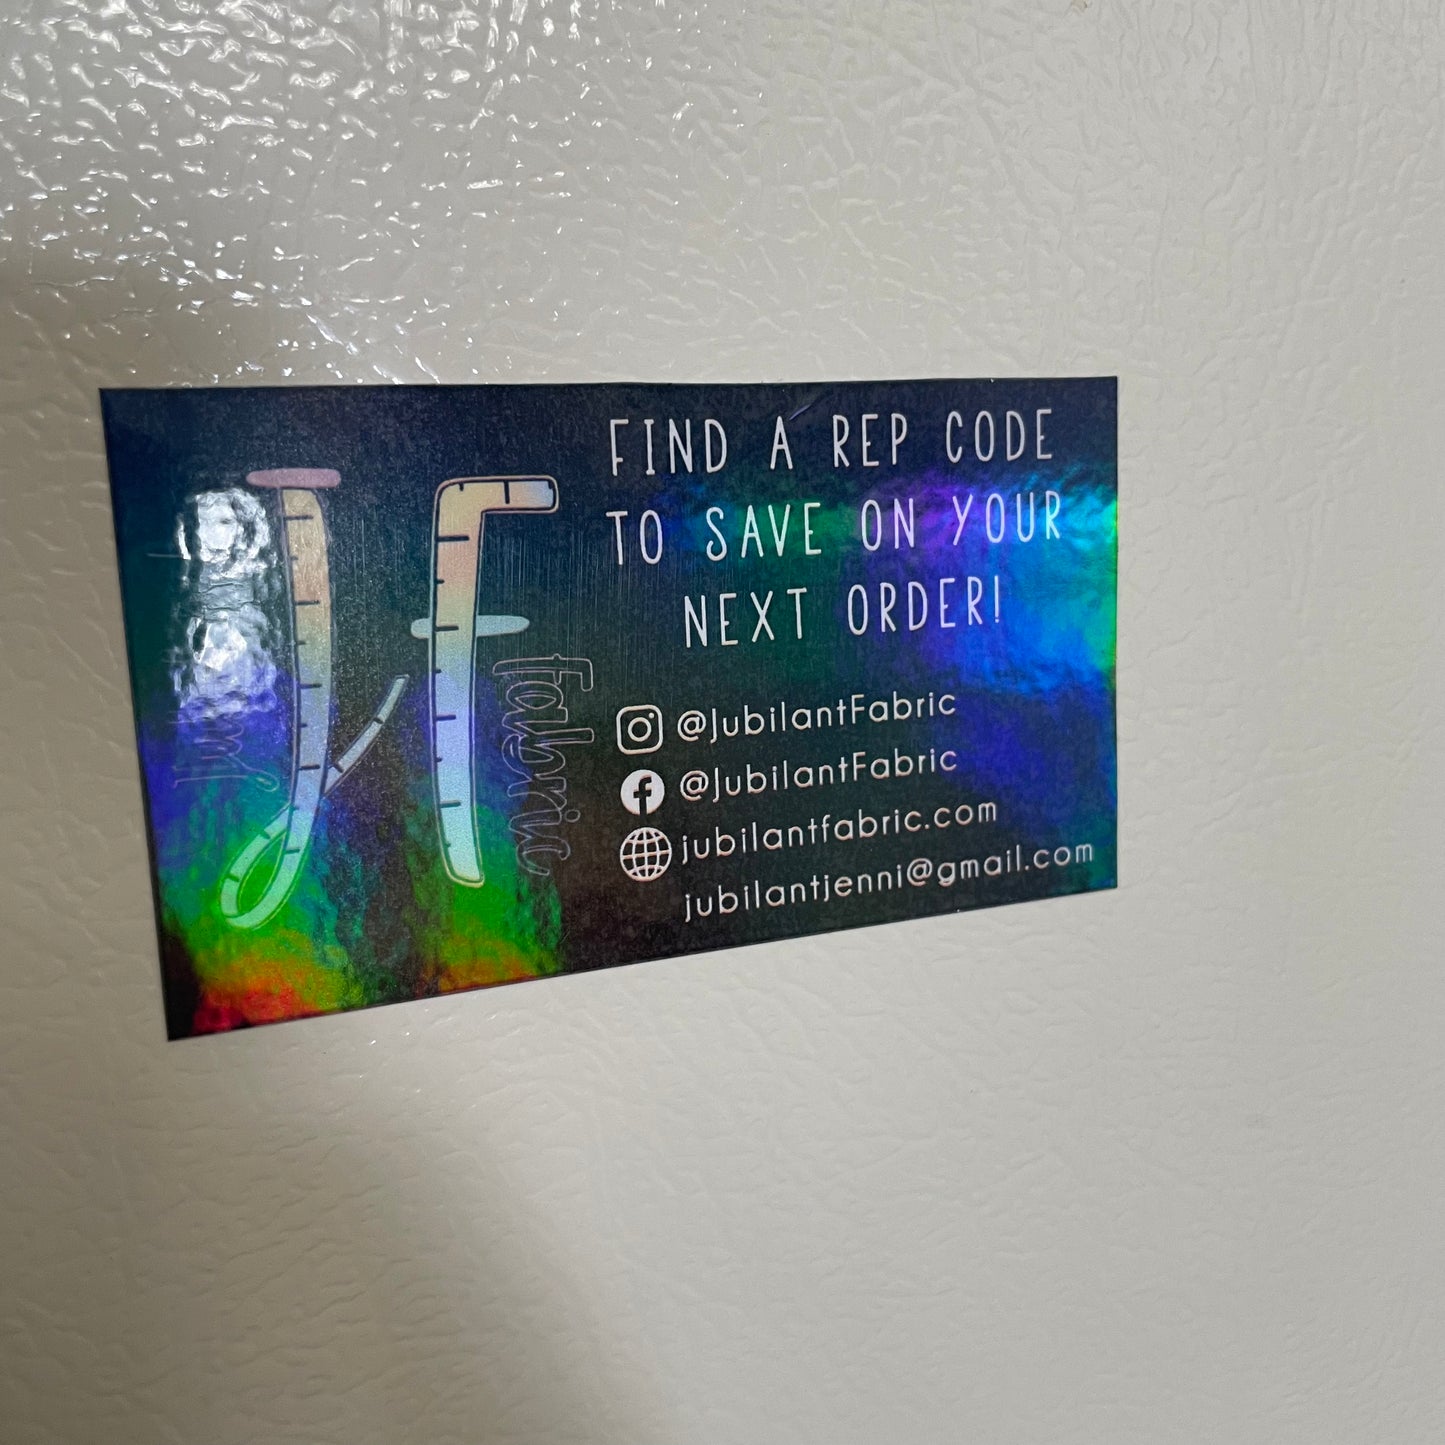 JF
fabric
FIND A REP CODE
TO SAVE ON YOUR
NEXT ORDER!
@JubilantFabric
@JubilantFabric
jubilantfabric.com
jubilantjenni@gmail.com